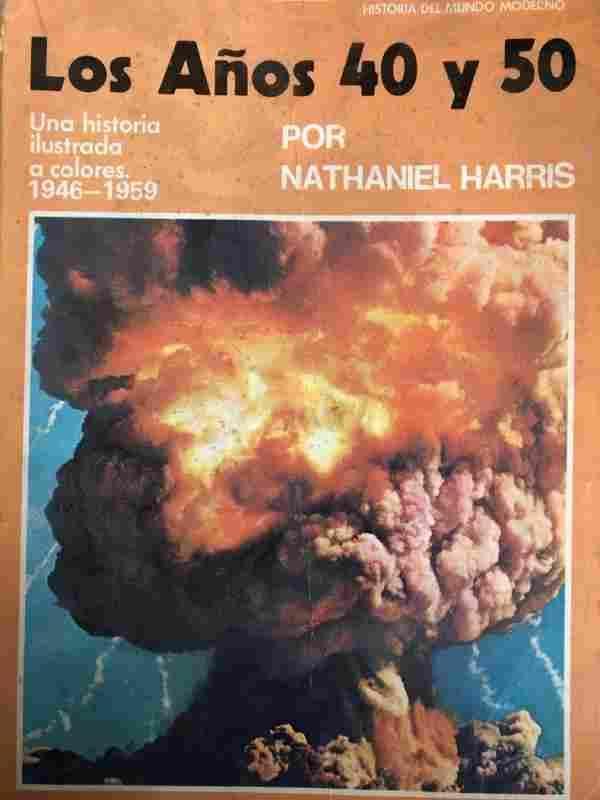 HISTORIA DEL MUNDO MODERNO
Los Años 40 y 50
Una historia
ilustrada
a colores.
1946–1959
POR
NATHANIEL HARRIS